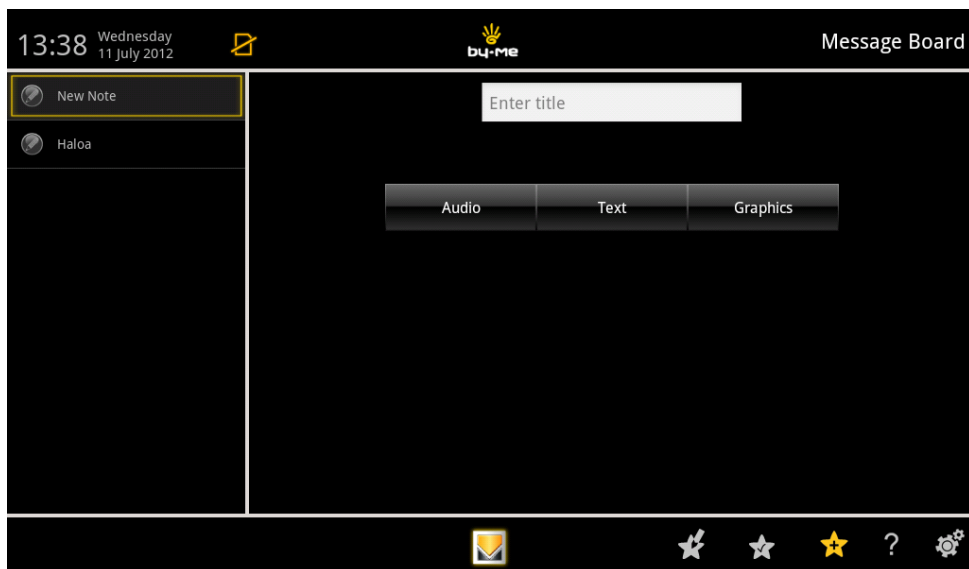 13:38 Wednesday
11 July 2012
by-me
Message Board
New Note
Haloa
Enter title
Audio Text Graphics
?